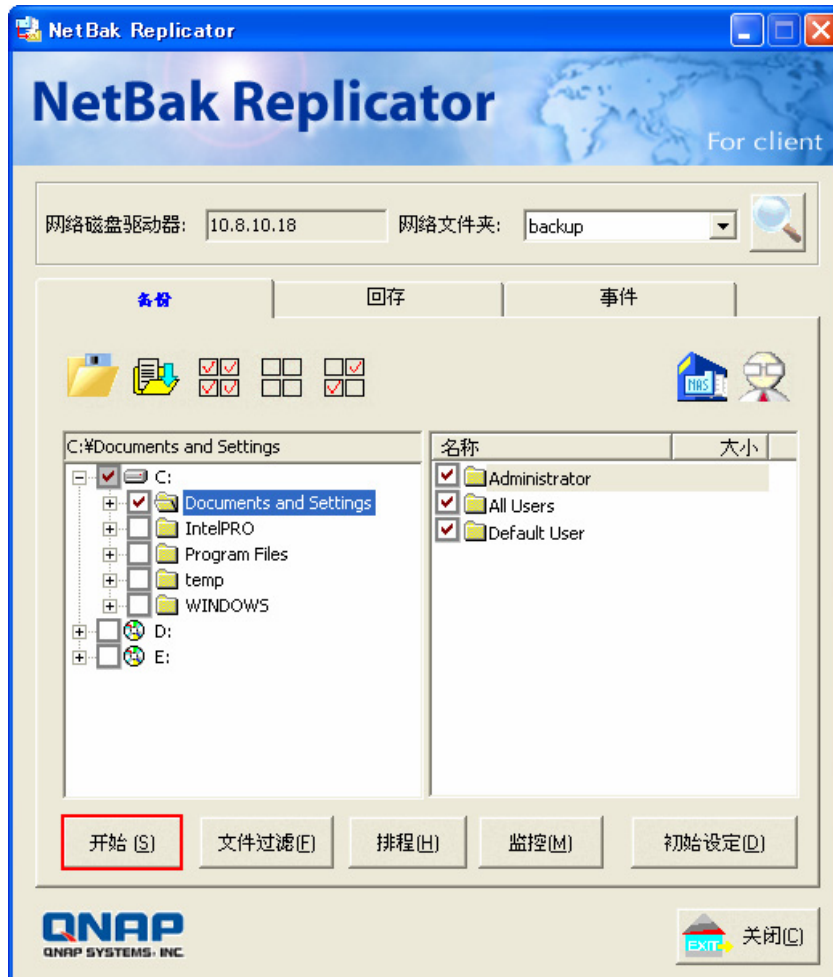 NetBak Replicator
NetBak Replicator
For client
网络磁盘驱动器: 10.8.10.18 网络文件夹: backup
备份 回存 事件
NAS
C:¥Documents and Settings
名称 大小
C:
Documents and Settings
IntelPRO
Program Files
temp
WINDOWS
D:
E:
Administrator
All Users
Default User
开始 (S) 文件过滤(F) 排程(H) 监控(M) 初始设定(D)
QNAP
QNAP SYSTEMS, INC.
EXIT 关闭(C)